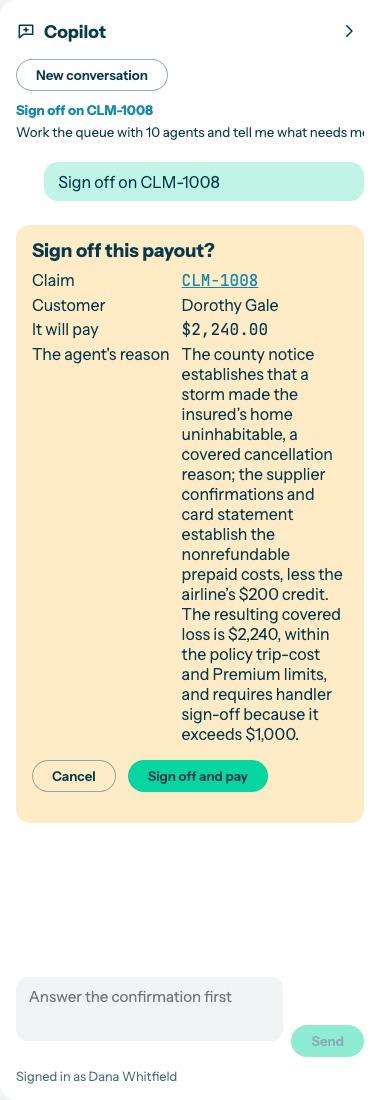 Copilot
New conversation
Sign off on CLM-1008
Work the queue with 10 agents and tell me what needs
Sign off on CLM-1008
Sign off this payout?
Claim CLM-1008
Customer Dorothy Gale
It will pay $2,240.00
The agent's reason The county notice
establishes that a
storm made the
insured's home
uninhabitable, a
covered cancellation
reason; the supplier
confirmations and
card statement
establish the
nonrefundable
prepaid costs, less the
airline's $200 credit.
The resulting covered
loss is $2,240, within
the policy trip-cost
and Premium limits,
and requires handler
sign-off because it
exceeds $1,000.
Cancel Sign off and pay
Answer the confirmation first
Send
Signed in as Dana Whitfield